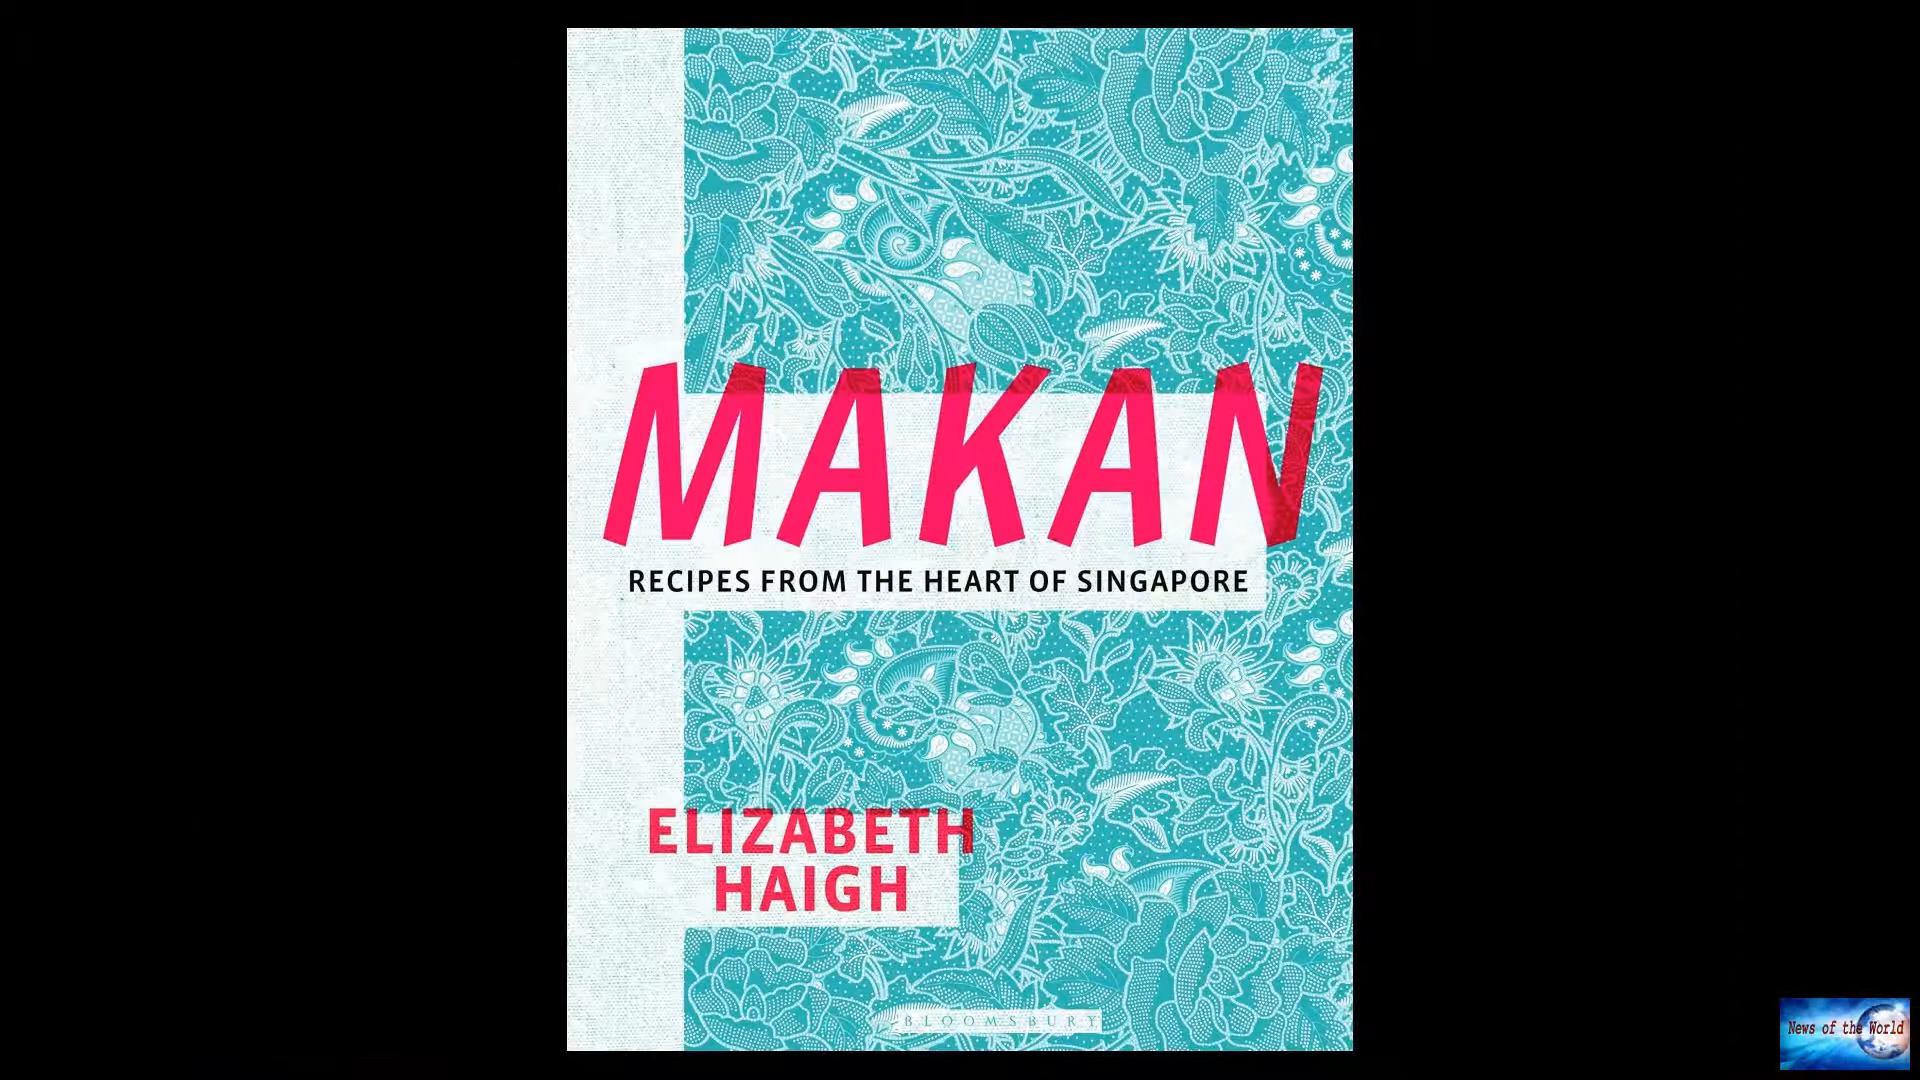 MAKAN
RECIPES FROM THE HEART OF SINGAPORE
ELIZABETH
HAIGH
BLOOMSBURY
News of the World